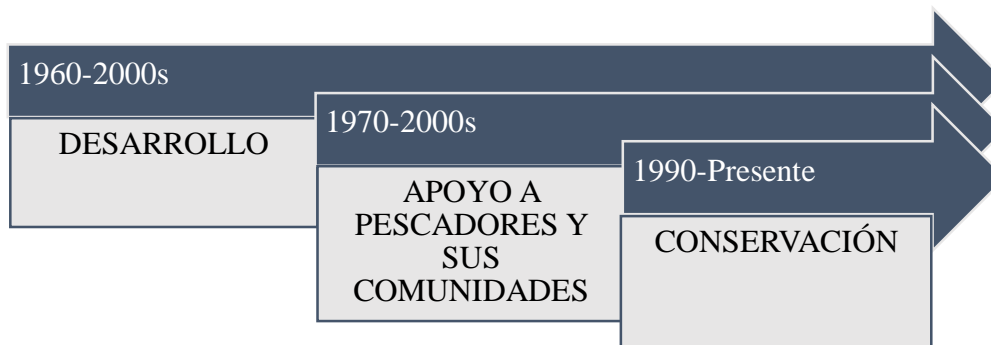 1960-2000s
DESARROLLO
1970-2000s
APOYO A
PESCADORES Y
SUS
COMUNIDADES
1990-Presente
CONSERVACIÓN